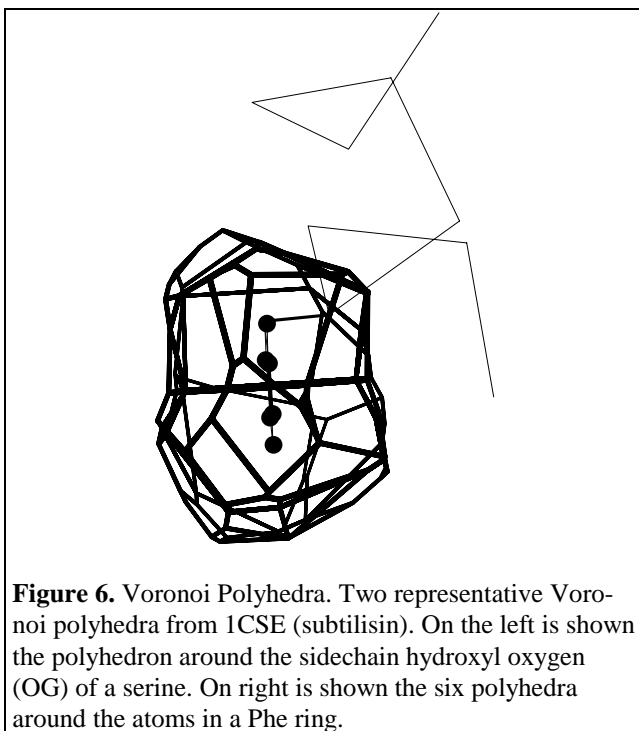 Figure 6. Voronoi Polyhedra. Two representative Voro-
noi polyhedra from 1CSE (subtilisin). On the left is shown
the polyhedron around the sidechain hydroxyl oxygen
(OG) of a serine. On right is shown the six polyhedra
around the atoms in a Phe ring.